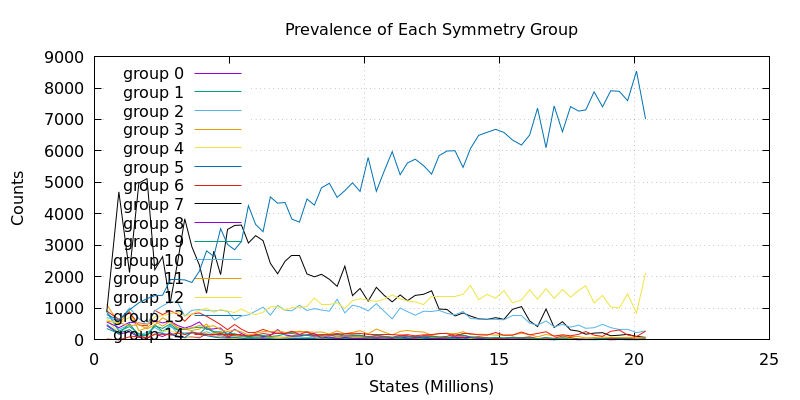 Prevalence of Each Symmetry Group
9000
8000
7000
6000
5000
4000
3000
2000
1000
0
Counts
group 0
group 1
group 2
group 3
group 4
group 5
group 6
group 7
group 8
group 9
group 10
group 11
group 12
group 13
group 14
0 5 10 15 20 25
States (Millions)